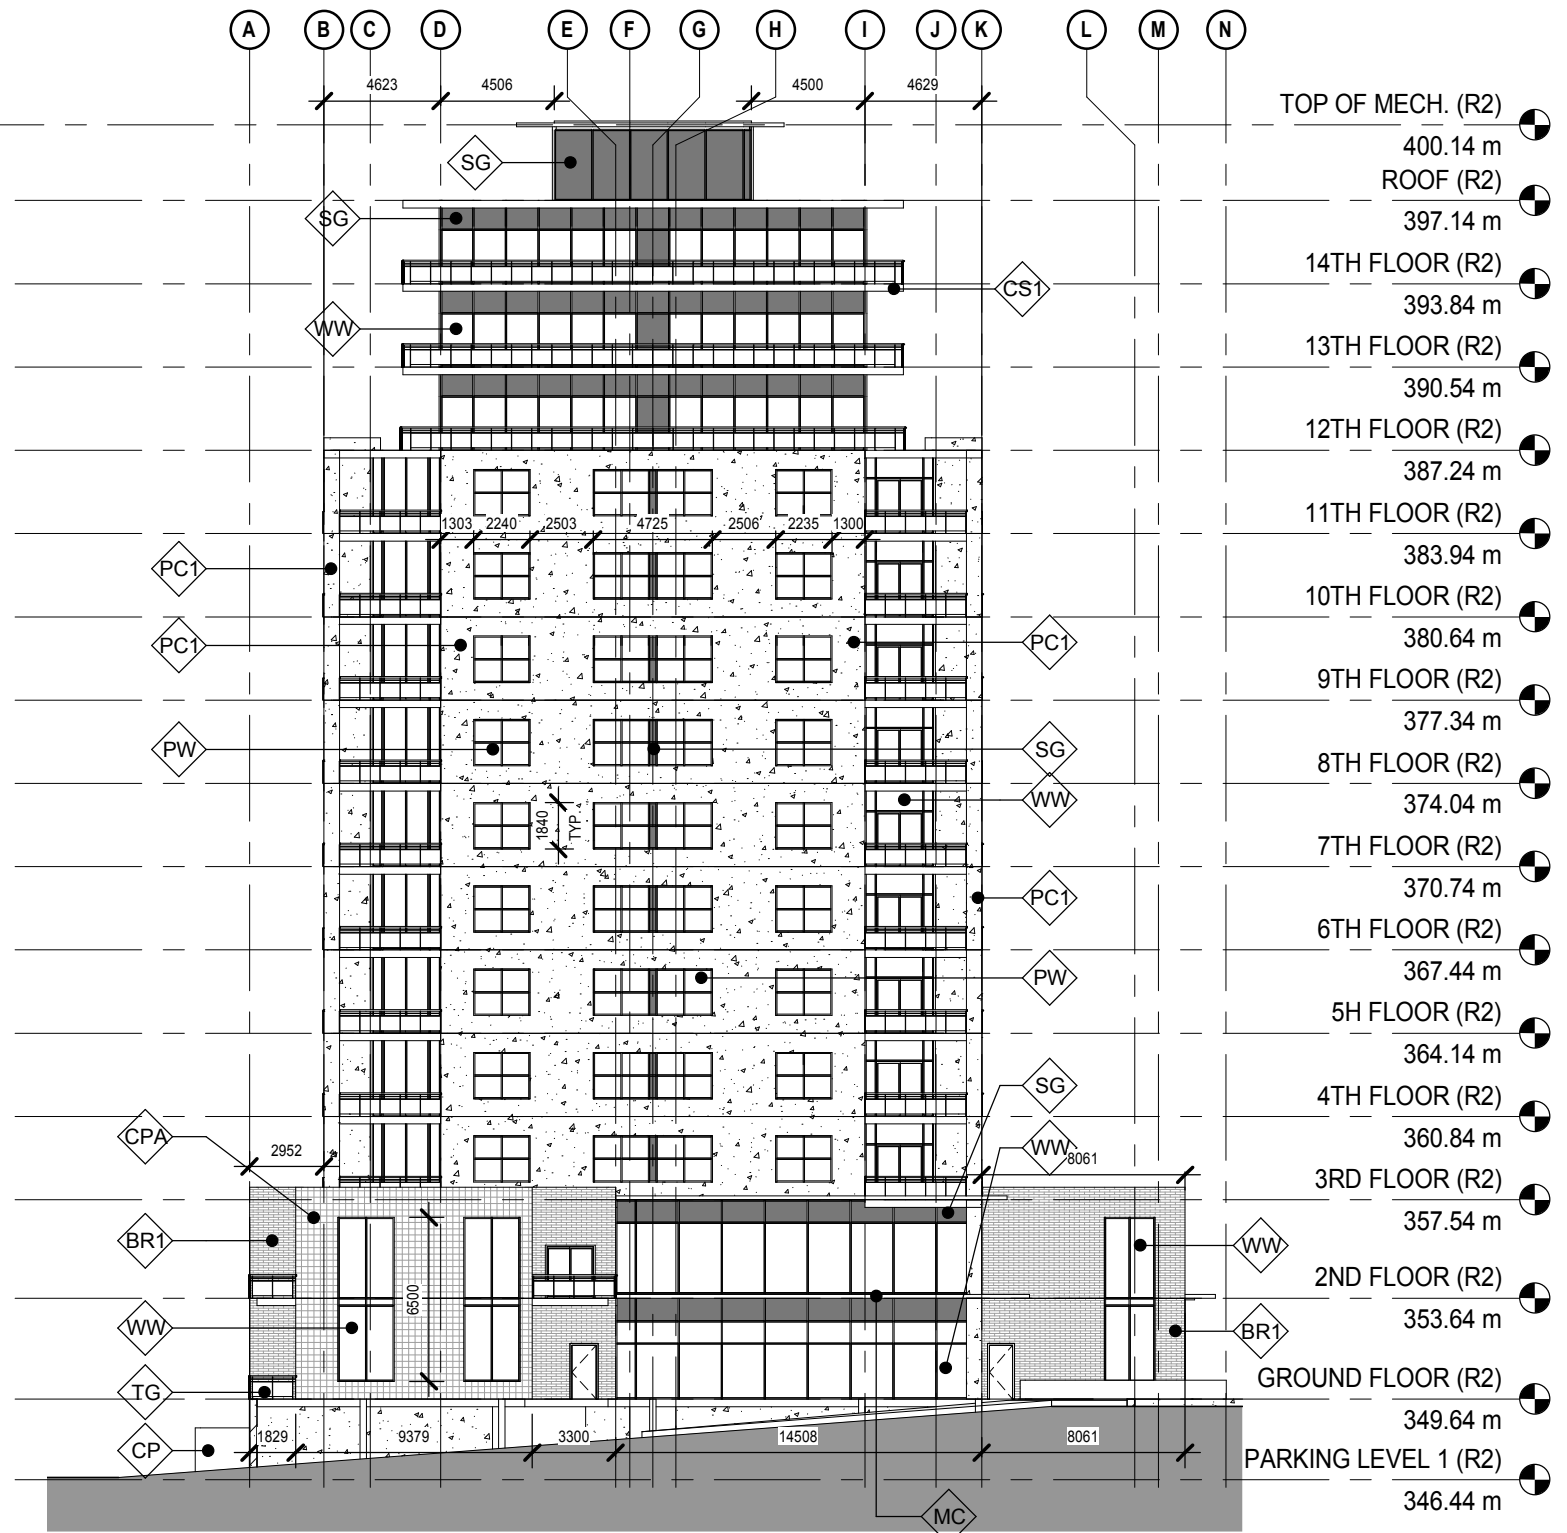 A B C D E F G H I J K L M N
4623 4506 4500 4629
TOP OF MECH. (R2)
400.14 m
SG
ROOF (R2)
397.14 m
SG
14TH FLOOR (R2)
393.84 m
CS1
WW
13TH FLOOR (R2)
390.54 m
12TH FLOOR (R2)
387.24 m
11TH FLOOR (R2)
383.94 m
1303 2240 2503 4725 2506 2235 1300
PC1
10TH FLOOR (R2)
380.64 m
PC1
PC1
9TH FLOOR (R2)
377.34 m
PW
SG
8TH FLOOR (R2)
374.04 m
WW
1840
TYP.
7TH FLOOR (R2)
370.74 m
PC1
6TH FLOOR (R2)
367.44 m
PW
5H FLOOR (R2)
364.14 m
SG
4TH FLOOR (R2)
360.84 m
CPA
2952
WW
8061
3RD FLOOR (R2)
357.54 m
BR1
WW
6500
2ND FLOOR (R2)
353.64 m
WW
BR1
TG
GROUND FLOOR (R2)
349.64 m
CP
1829 9379 3300 14508 8061
PARKING LEVEL 1 (R2)
346.44 m
MC